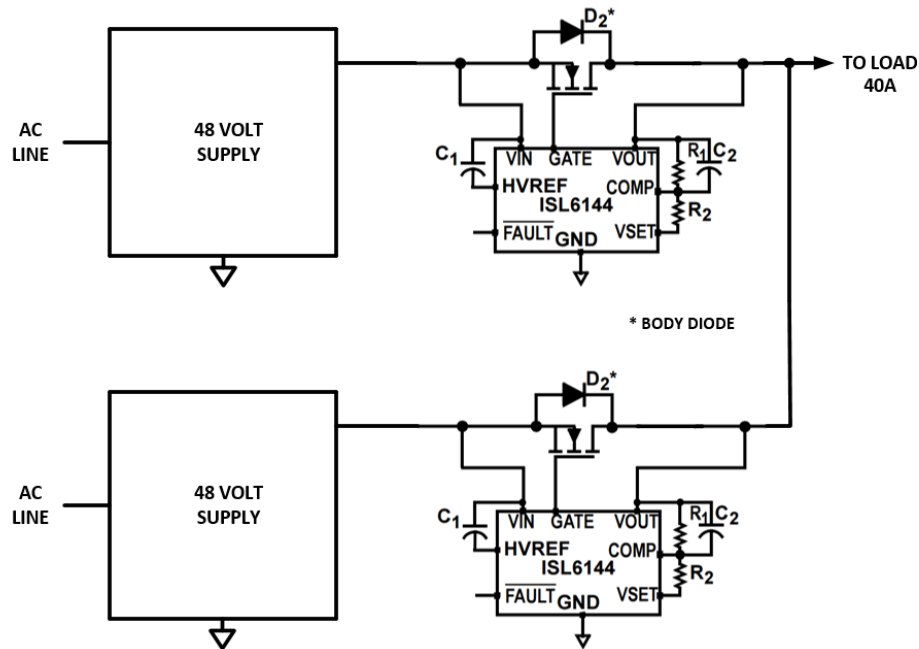 D2*
TO LOAD
40A
AC
LINE
48 VOLT
SUPPLY
C1
VIN GATE VOUT
R1 C2
HVREF COMP
ISL6144
R2
FAULT GND VSET
* BODY DIODE
D2*
AC
LINE
48 VOLT
SUPPLY
C1
VIN GATE VOUT
R1 C2
HVREF COMP
ISL6144
R2
FAULT GND VSET